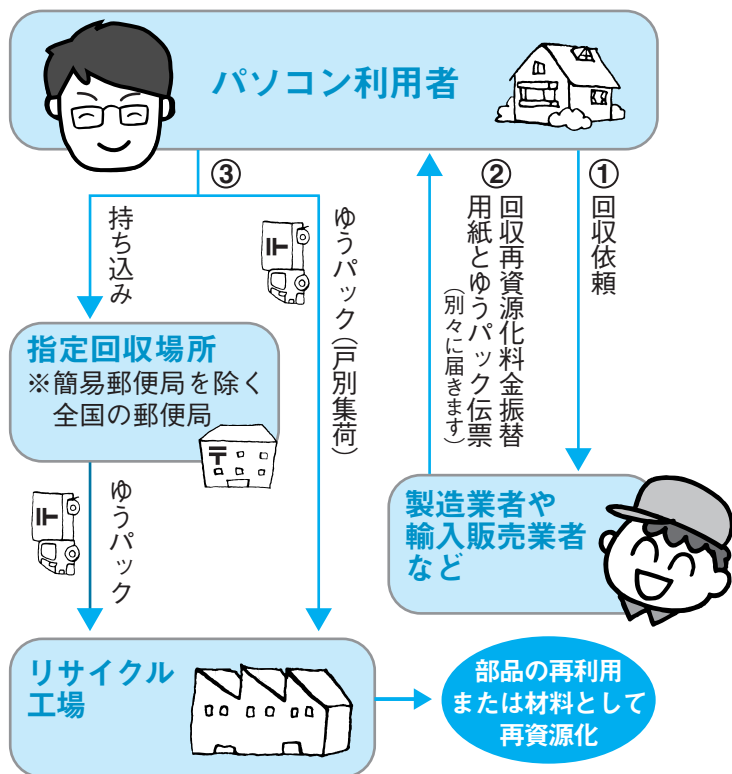 パソコン利用者
①
回収依頼
②
回収再資源化料金振替
用紙とゆうパック伝票
(別々に届きます)
③
持ち込み
ゆうパック(戸別集荷)
〒
指定回収場所
※簡易郵便局を除く
全国の郵便局
〒
ゆうパック
〒
製造業者や
輸入販売業者
など
リサイクル
工場
部品の再利用
または材料として
再資源化